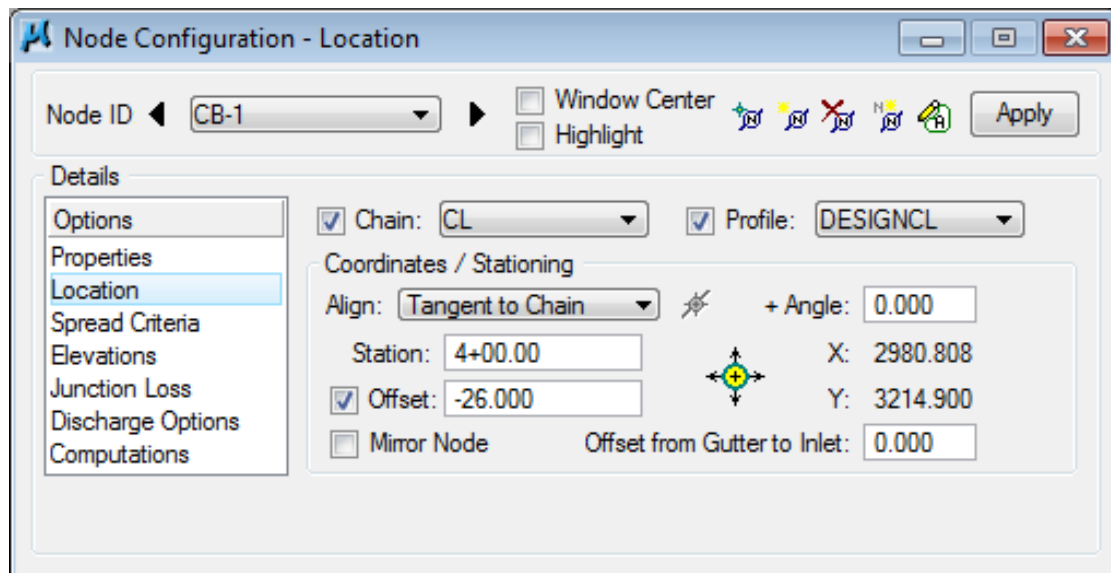 Node Configuration - Location
Node ID CB-1 Window Center
Highlight
Apply
Details
Options
Properties
Location
Spread Criteria
Elevations
Junction Loss
Discharge Options
Computations
Chain: CL Profile: DESIGNCL
Coordinates / Stationing
Align: Tangent to Chain + Angle: 0.000
Station: 4+00.00 X: 2980.808
Offset: -26.000 Y: 3214.900
Mirror Node Offset from Gutter to Inlet: 0.000